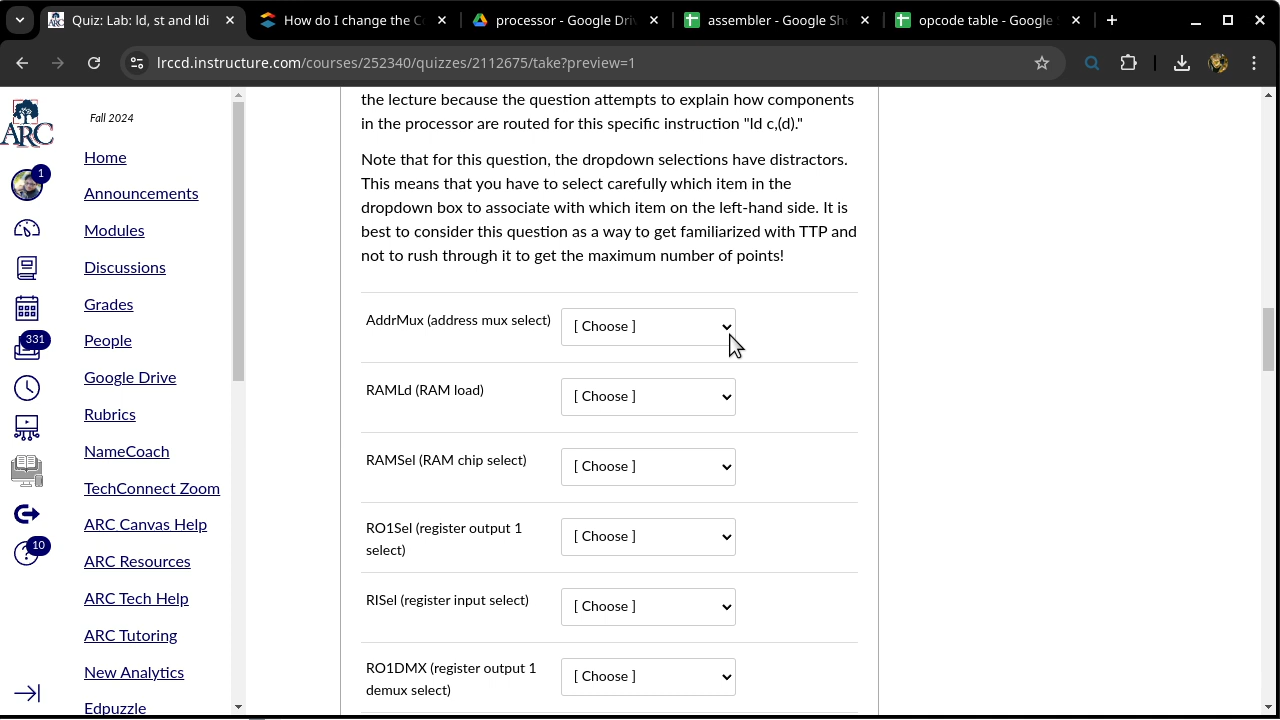 Quiz: Lab: ld, st and ldi
How do I change the C
processor - Google Dri
assembler - Google She
opcode table - Google S
lrccd.instructure.com/courses/252340/quizzes/2112675/take?preview=1
ARC
Fall 2024
Home
Announcements
Modules
Discussions
Grades
People
Google Drive
Rubrics
NameCoach
TechConnect Zoom
ARC Canvas Help
ARC Resources
ARC Tech Help
ARC Tutoring
New Analytics
Edpuzzle
1
331
10
the lecture because the question attempts to explain how components
in the processor are routed for this specific instruction "ld c,(d)."
Note that for this question, the dropdown selections have distractors.
This means that you have to select carefully which item in the
dropdown box to associate with which item on the left-hand side. It is
best to consider this question as a way to get familiarized with TTP and
not to rush through it to get the maximum number of points!
AddrMux (address mux select) [ Choose ]
RAMLd (RAM load) [ Choose ]
RAMSel (RAM chip select) [ Choose ]
RO1Sel (register output 1
select) [ Choose ]
RISel (register input select) [ Choose ]
RO1DMX (register output 1
demux select) [ Choose ]